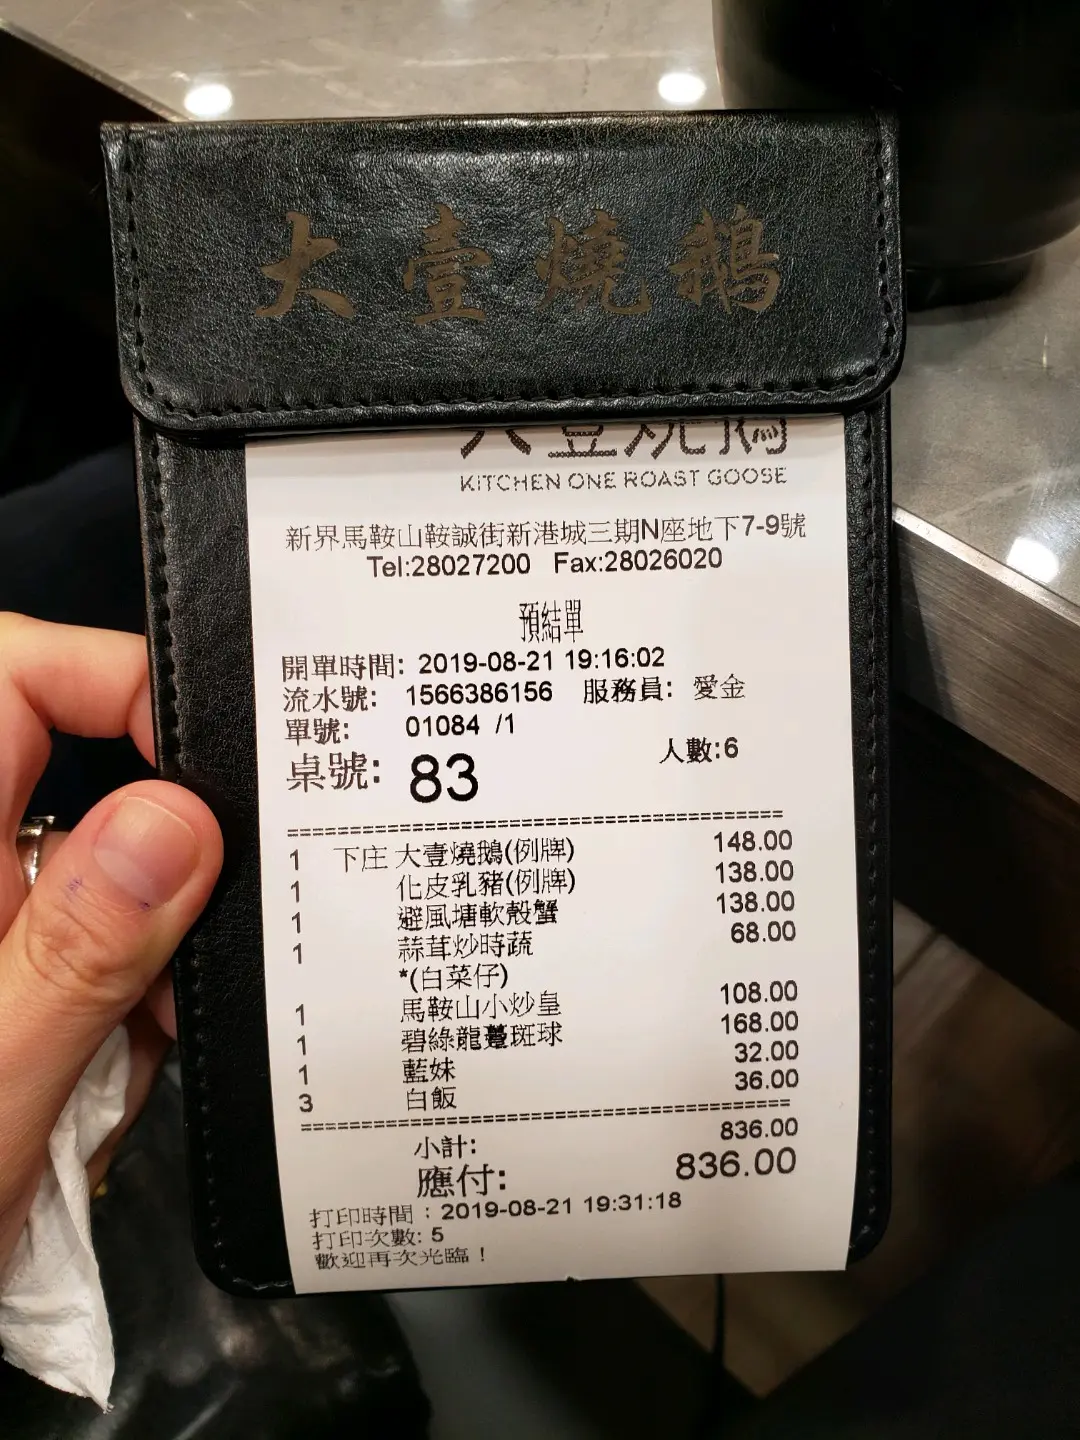 大壹燒鵝
大壹燒鵝
KITCHEN ONE ROAST GOOSE
新界馬鞍山鞍誠街新港城三期N座地下7-9號
Tel:28027200 Fax:28026020
預結單
開單時間: 2019-08-21 19:16:02
流水號: 1566386156 服務員: 愛金
單號: 01084 /1
桌號: 83 人數:6
1 下庄 大壹燒鵝(例牌) 148.00
1 化皮乳豬(例牌) 138.00
1 避風塘軟殼蟹 138.00
1 蒜茸炒時蔬 68.00
*(白菜仔)
1 馬鞍山小炒皇 108.00
1 碧綠龍躉斑球 168.00
1 藍妹 32.00
3 白飯 36.00
小計: 836.00
應付: 836.00
打印時間：2019-08-21 19:31:18
打印次數: 5
歡迎再次光臨！